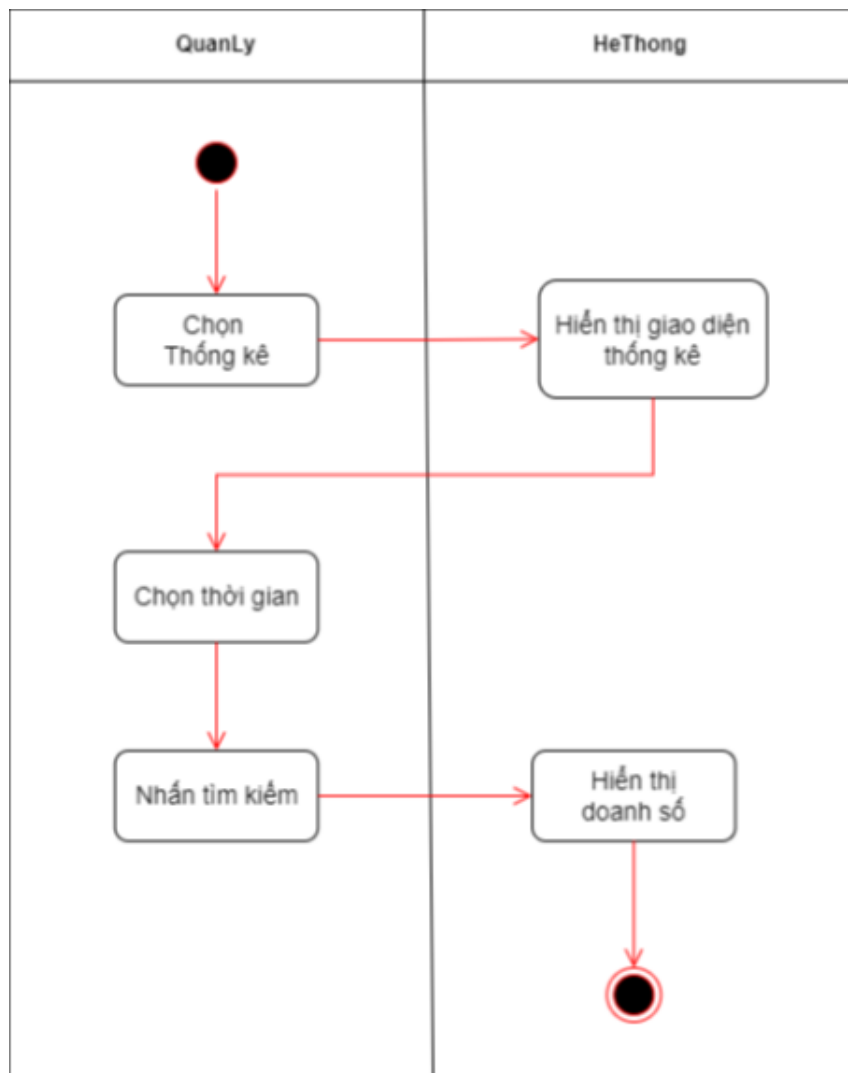 QuanLy
HeThong
Chọn
Thống kê
Hiển thị giao diện
thống kê
Chọn thời gian
Nhấn tìm kiếm
Hiển thị
doanh số